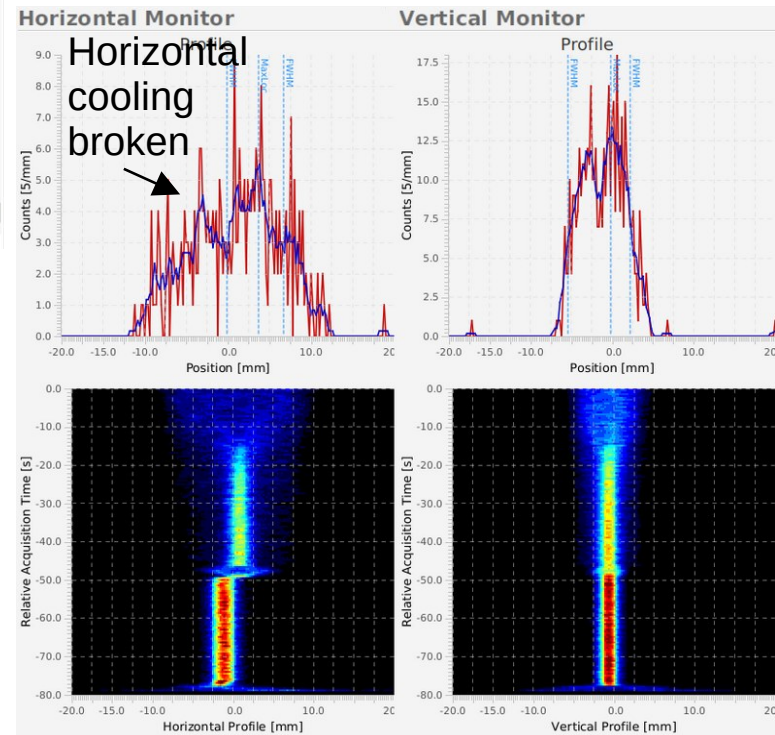 Horizontal Monitor
Vertical Monitor
Profile
Profile
Horizontal
cooling
broken
9.0
8.0
7.0
6.0
5.0
4.0
3.0
2.0
1.0
0.0
Counts [5/mm]
MaxLoc
FWHM
-20.0 -15.0 -10.0 0.0 10.0
Position [mm]
17.5
15.0
12.5
10.0
7.5
5.0
2.5
0.0
Counts [5/mm]
FWHM
FWHM
-20.0 -15.0 -10.0 0.0 10.0
Position [mm]
0.0
-10.0
-20.0
-30.0
-40.0
-50.0
-60.0
-70.0
-80.0
Relative Acquisition Time [s]
-20.0 -15.0 -10.0 0.0 10.0
Horizontal Profile [mm]
0.0
-10.0
-20.0
-30.0
-40.0
-50.0
-60.0
-70.0
-80.0
Relative Acquisition Time [s]
-20.0 -15.0 -10.0 0.0 10.0
Vertical Profile [mm]